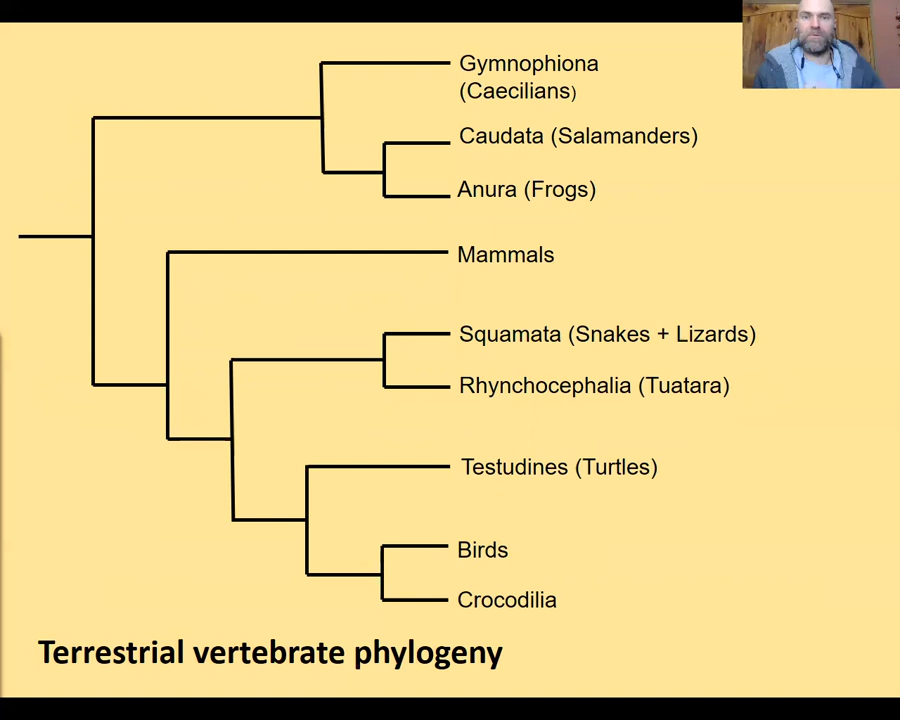 Gymnophiona
(Caecilians)
Caudata (Salamanders)
Anura (Frogs)
Mammals
Squamata (Snakes + Lizards)
Rhynchocephalia (Tuatara)
Testudines (Turtles)
Birds
Crocodilia
Terrestrial vertebrate phylogeny